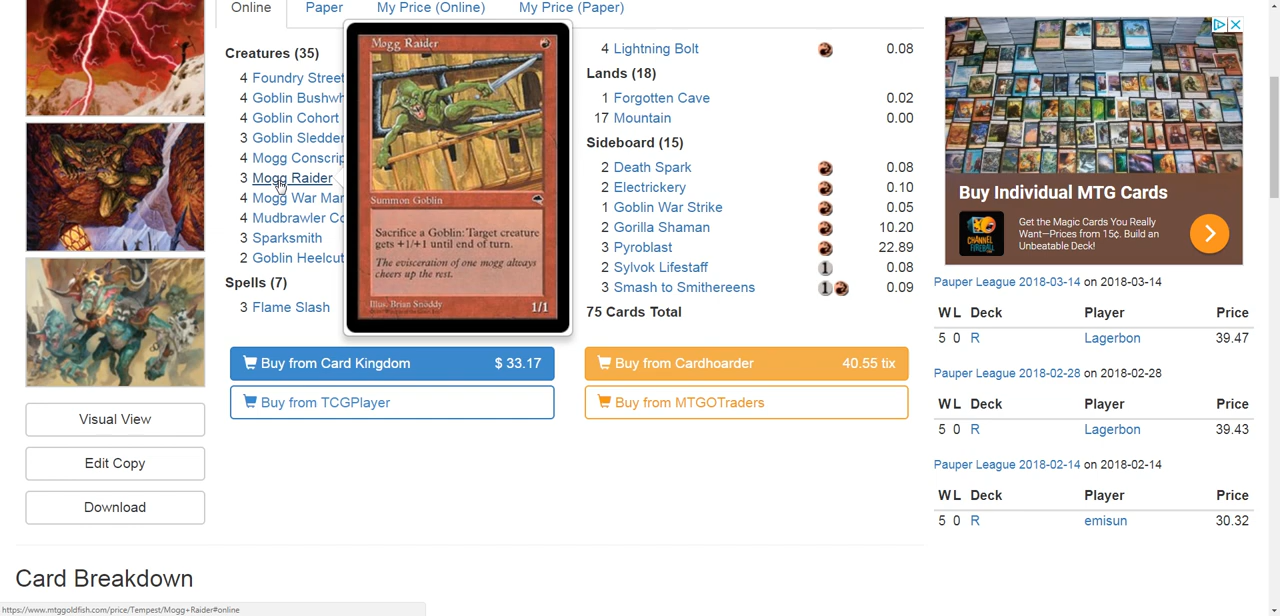 Online
Paper
My Price (Online)
My Price (Paper)
Creatures (35)
4 Foundry Street
4 Goblin Bushwh
4 Goblin Cohort
3 Goblin Sledder
4 Mogg Conscrip
3 Mogg Raider
4 Mogg War Mar
4 Mudbrawler Co
3 Sparksmith
2 Goblin Heelcut
Spells (7)
3 Flame Slash
Mogg Raider
Summon Goblin
Sacrifice a Goblin: Target creature
gets +1/+1 until end of turn.
The evisceration of one mogg always
cheers up the rest.
Illus. Brian Snoddy
1/1
4 Lightning Bolt 0.08
Lands (18)
1 Forgotten Cave 0.02
17 Mountain 0.00
Sideboard (15)
2 Death Spark 0.08
2 Electrickery 0.10
1 Goblin War Strike 0.05
2 Gorilla Shaman 10.20
3 Pyroblast 22.89
2 Sylvok Lifestaff 1 0.08
3 Smash to Smithereens 1 0.09
75 Cards Total
Buy from Card Kingdom $ 33.17
Buy from Cardhoarder 40.55 tix
Buy from TCGPlayer
Buy from MTGOTraders
Visual View
Edit Copy
Download
Card Breakdown
Buy Individual MTG Cards
CHANNEL
FIREBALL
Get the Magic Cards You Really
Want—Prices from 15¢. Build an
Unbeatable Deck!
Pauper League 2018-03-14 on 2018-03-14
W L Deck Player Price
5 0 R Lagerbon 39.47
Pauper League 2018-02-28 on 2018-02-28
W L Deck Player Price
5 0 R Lagerbon 39.43
Pauper League 2018-02-14 on 2018-02-14
W L Deck Player Price
5 0 R emisun 30.32
https://www.mtggoldfish.com/price/Tempest/Mogg+Raider#online